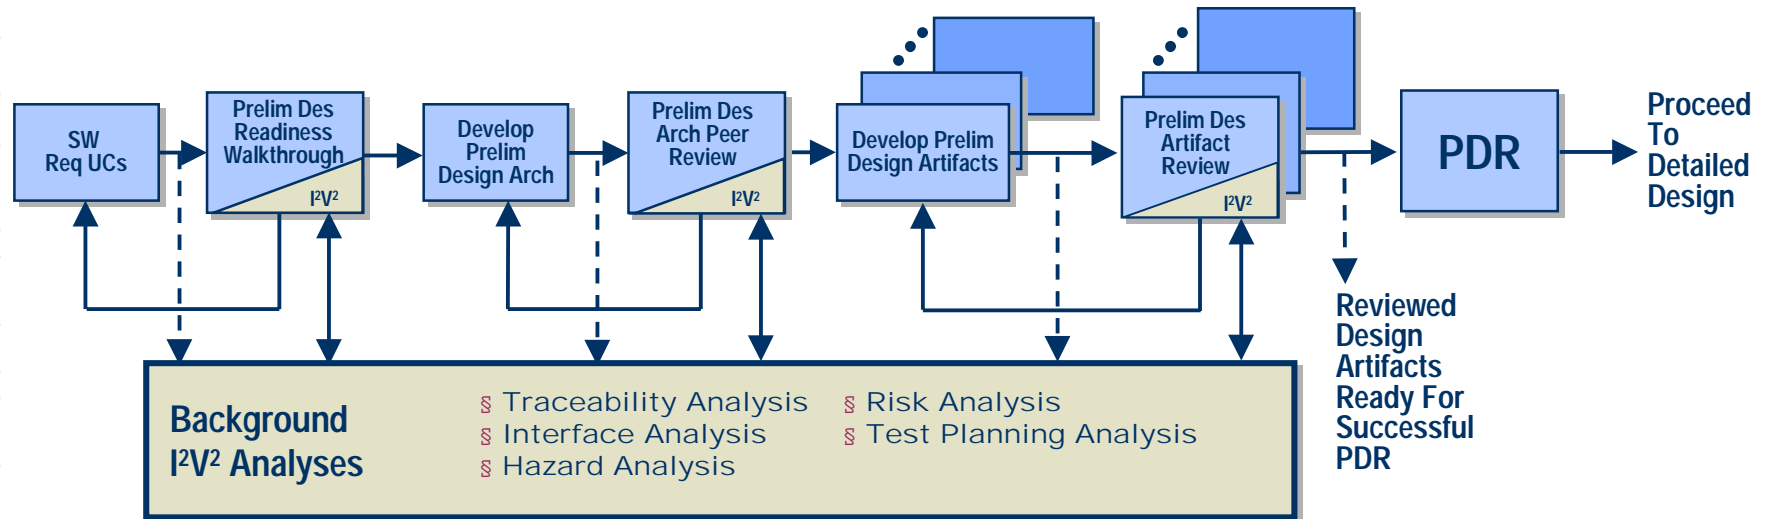 SW
Req UCs
Prelim Des
Readiness
Walkthrough
I²V²
Develop
Prelim
Design Arch
Prelim Des
Arch Peer
Review
I²V²
Develop Prelim
Design Artifacts
Prelim Des
Artifact
Review
I²V²
PDR
Proceed
To
Detailed
Design
Reviewed
Design
Artifacts
Ready For
Successful
PDR
Background
I²V² Analyses
§ Traceability Analysis
§ Interface Analysis
§ Hazard Analysis
§ Risk Analysis
§ Test Planning Analysis